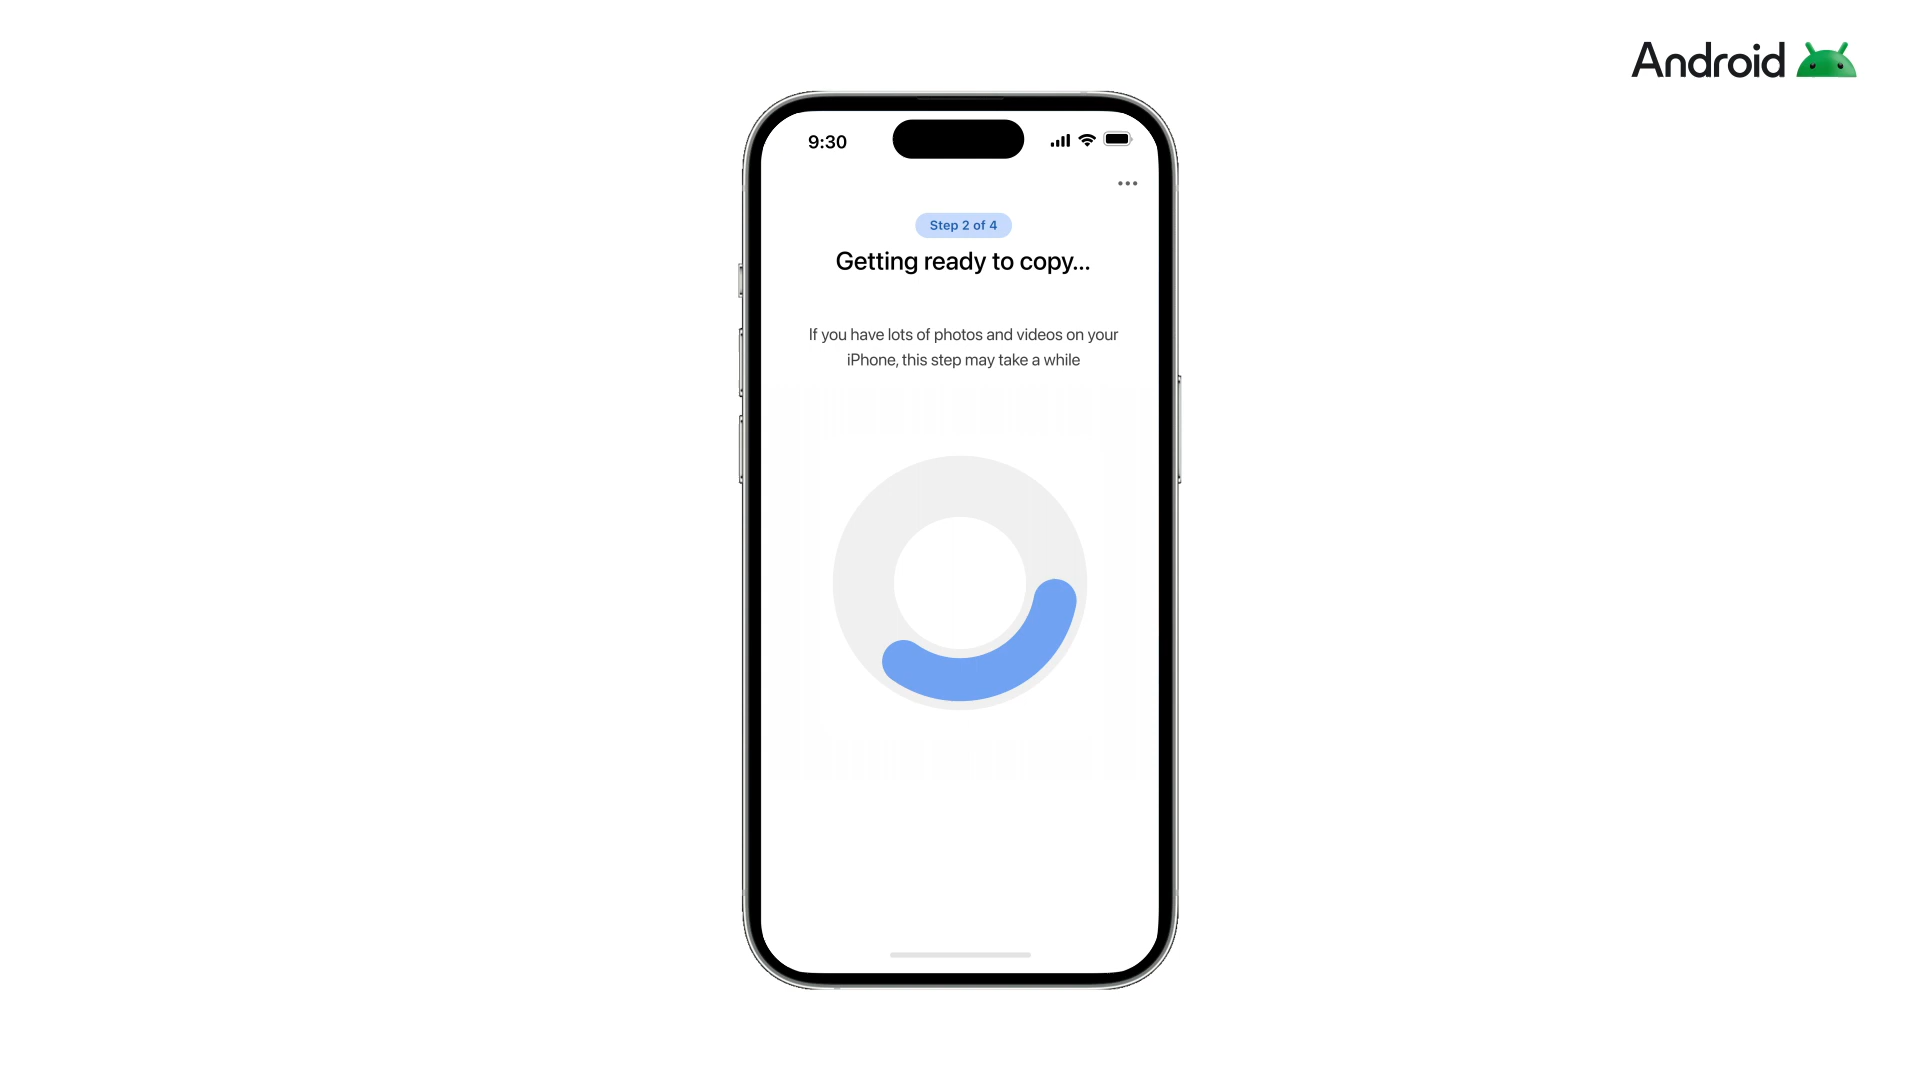 Android
9:30
Step 2 of 4
Getting ready to copy...
If you have lots of photos and videos on your
iPhone, this step may take a while